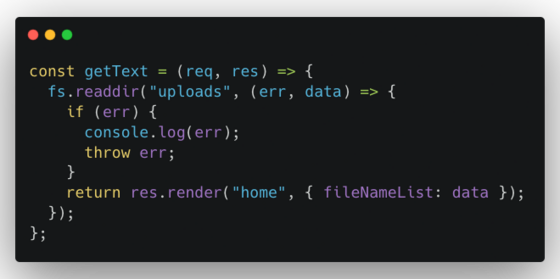 const getText = (req, res) => {
  fs.readdir("uploads", (err, data) => {
    if (err) {
      console.log(err);
      throw err;
    }
    return res.render("home", { fileNameList: data });
  });
};